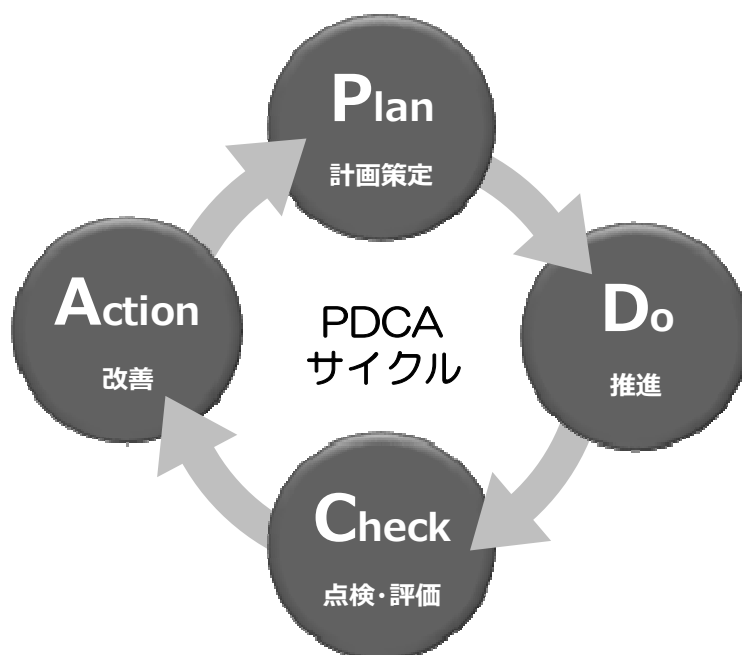 Plan
計画策定
Do
推進
Check
点検・評価
Action
改善
PDCA
サイクル